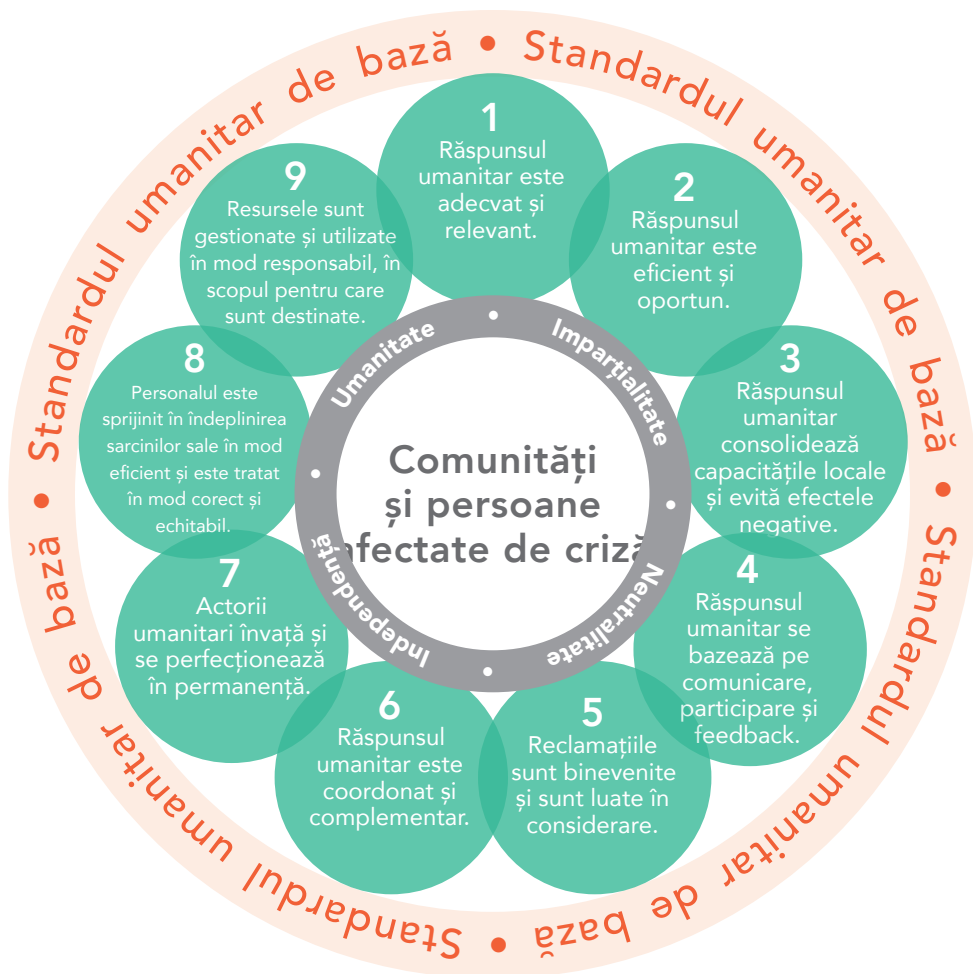 Standardul umanitar de bază • Standardul umanitar de bază • Standardul umanitar de bază • Standardul umanitar de bază •
1
Răspunsul
umanitar este
adecvat și
relevant.
2
Răspunsul
umanitar este
eficient și
oportun.
3
Răspunsul
umanitar
consolidează
capacitățile locale
și evită efectele
negative.
4
Răspunsul
umanitar se
bazează pe
comunicare,
participare și
feedback.
5
Reclamațiile
sunt binevenite
și sunt luate în
considerare.
6
Răspunsul
umanitar este
coordonat și
complementar.
7
Actorii
umanitari învață și
se perfecționează
în permanență.
8
Personalul este
sprijinit în îndeplinirea
sarcinilor sale în mod
eficient și este tratat
în mod corect și
echitabil.
9
Resursele sunt
gestionate și utilizate
în mod responsabil, în
scopul pentru care
sunt destinate.
Umanitate • Imparțialitate • Neutralitate • Independență •
Comunități
și persoane
afectate de criză